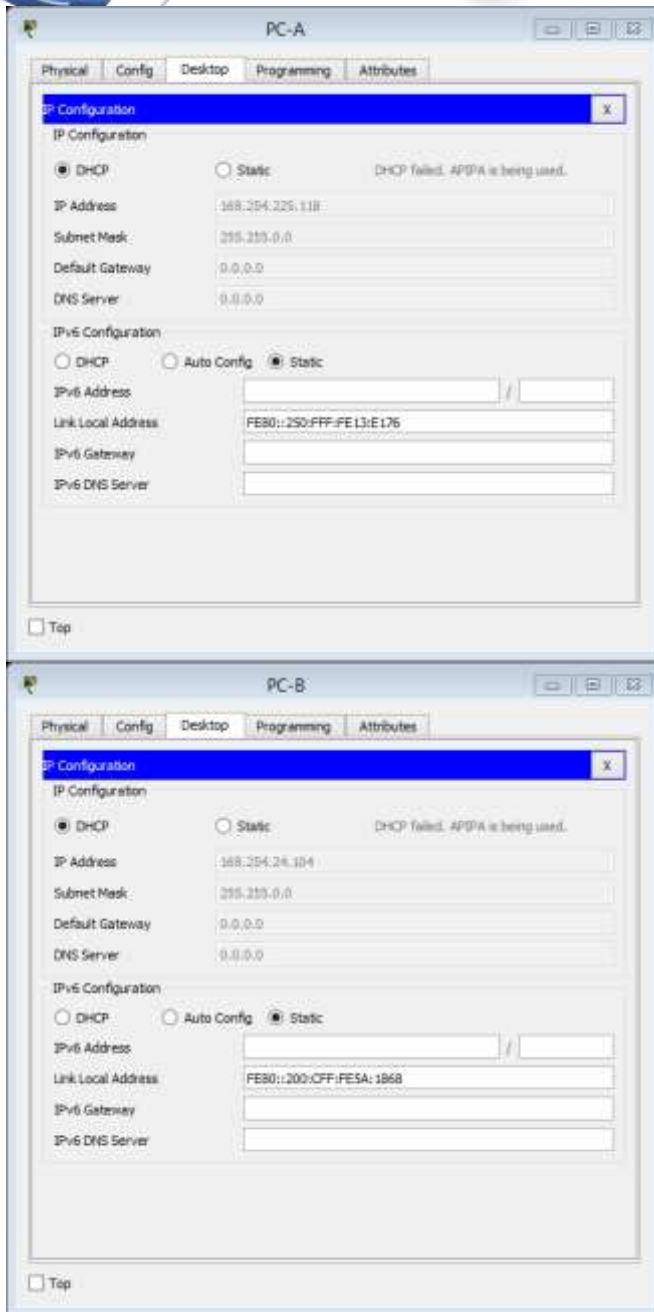 PC-A
Physical Config Desktop Programming Attributes
IP Configuration X
IP Configuration
DHCP Static DHCP failed. APIPA is being used.
IP Address 169.254.225.118
Subnet Mask 255.255.0.0
Default Gateway 0.0.0.0
DNS Server 0.0.0.0
IPv6 Configuration
DHCP Auto Config Static
IPv6 Address /
Link Local Address FE80::250:FFF:FE13:E176
IPv6 Gateway
IPv6 DNS Server
Top
PC-B
Physical Config Desktop Programming Attributes
IP Configuration X
IP Configuration
DHCP Static DHCP failed. APIPA is being used.
IP Address 169.254.24.104
Subnet Mask 255.255.0.0
Default Gateway 0.0.0.0
DNS Server 0.0.0.0
IPv6 Configuration
DHCP Auto Config Static
IPv6 Address /
Link Local Address FE80::200:CFF:FE5A:1868
IPv6 Gateway
IPv6 DNS Server
Top